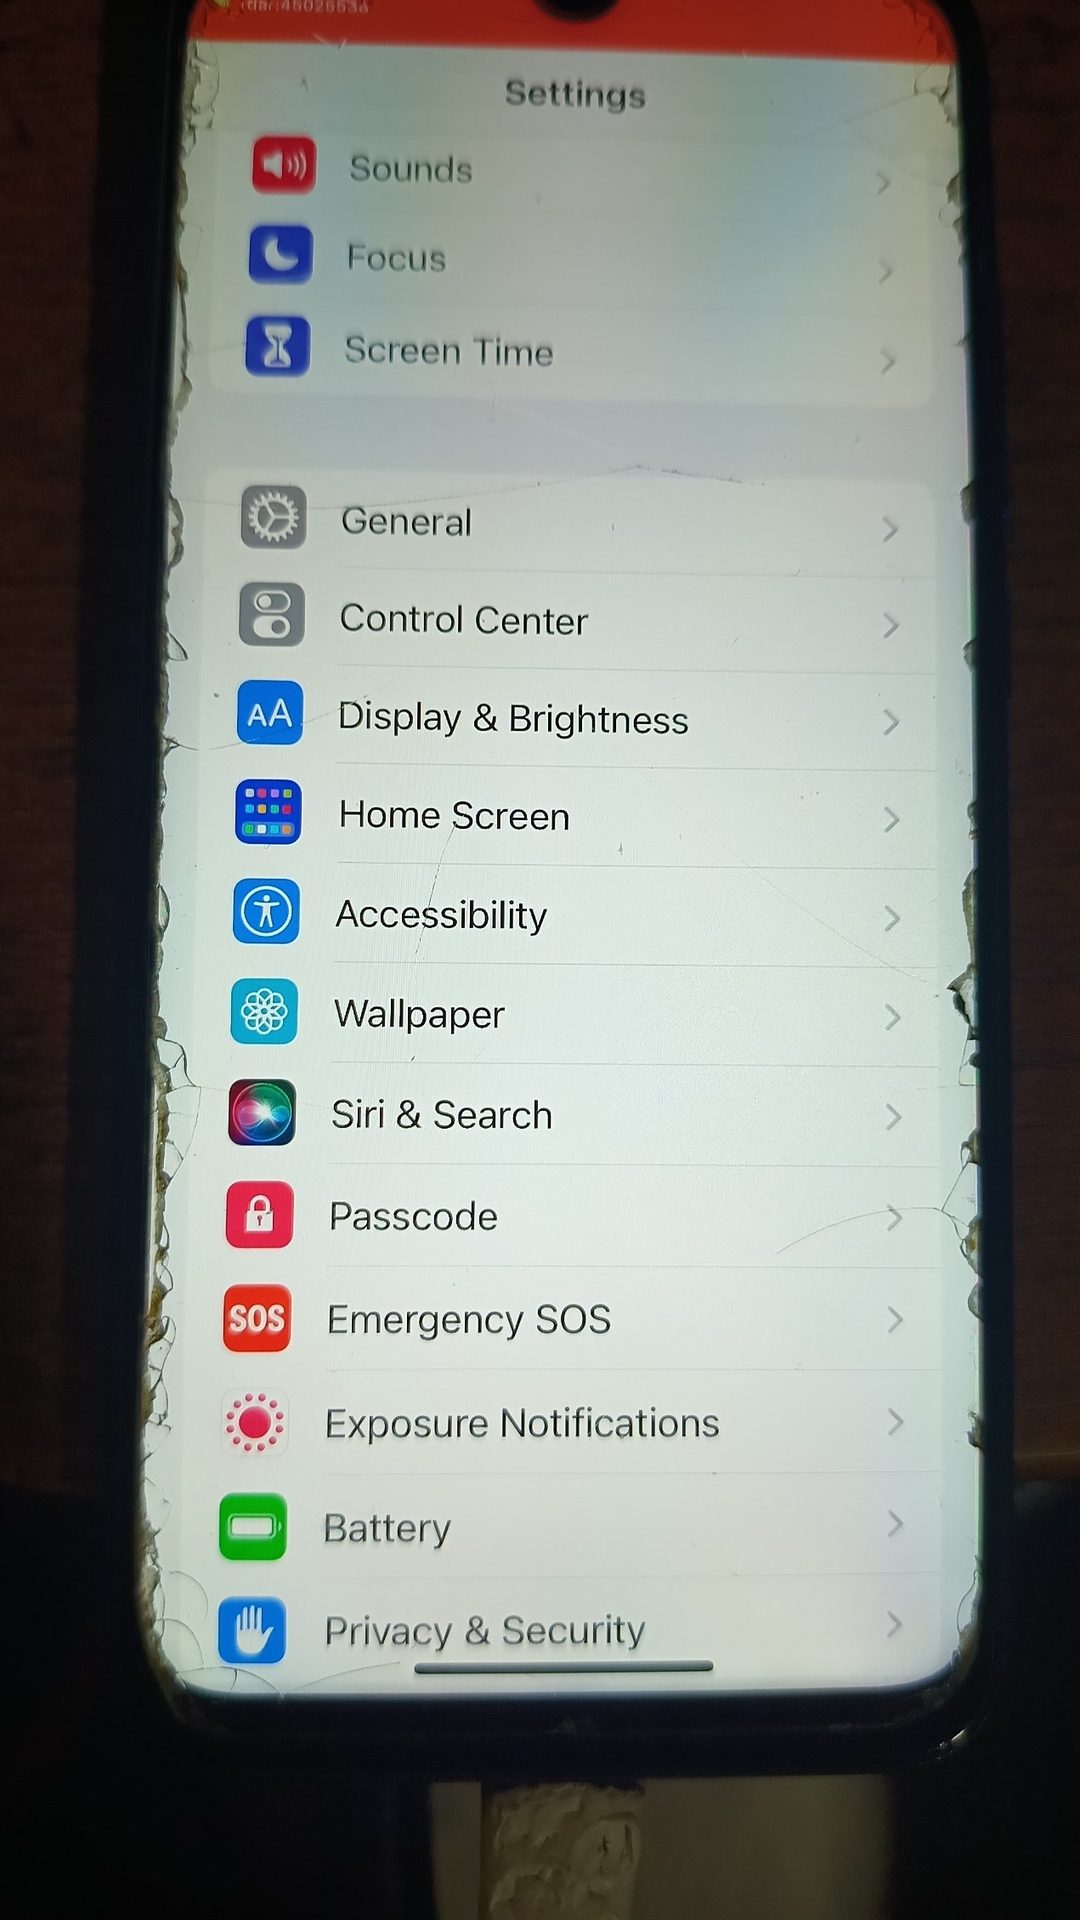 Settings
Sounds
Focus
Screen Time
General
Control Center
AA
Display & Brightness
Home Screen
Accessibility
Wallpaper
Siri & Search
Passcode
SOS
Emergency SOS
Exposure Notifications
Battery
Privacy & Security